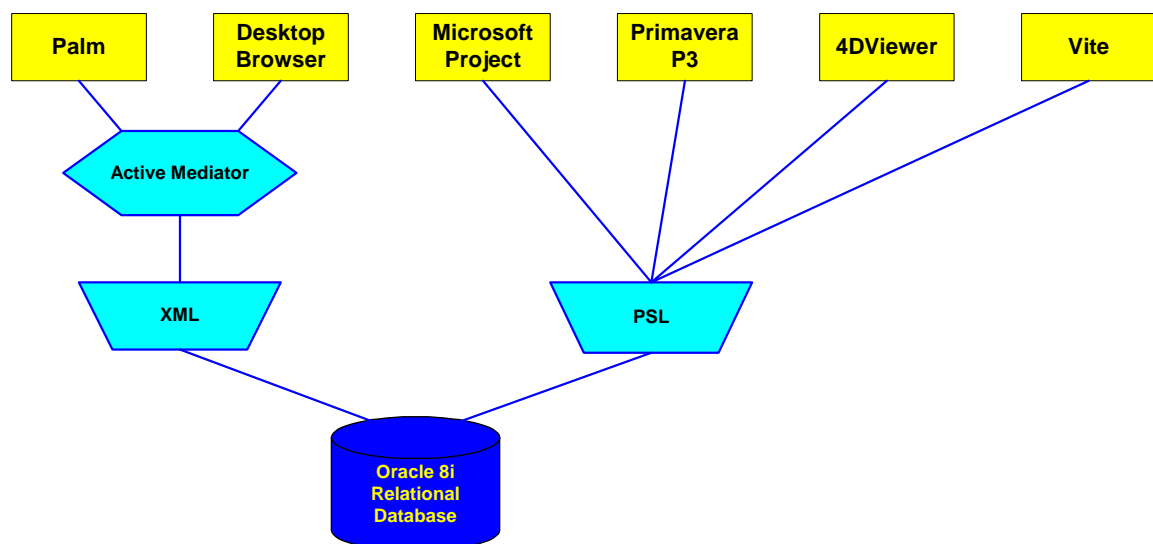 Palm
Desktop
Browser
Microsoft
Project
Primavera
P3
4DViewer
Vite
Active Mediator
XML
PSL
Oracle 8i
Relational
Database